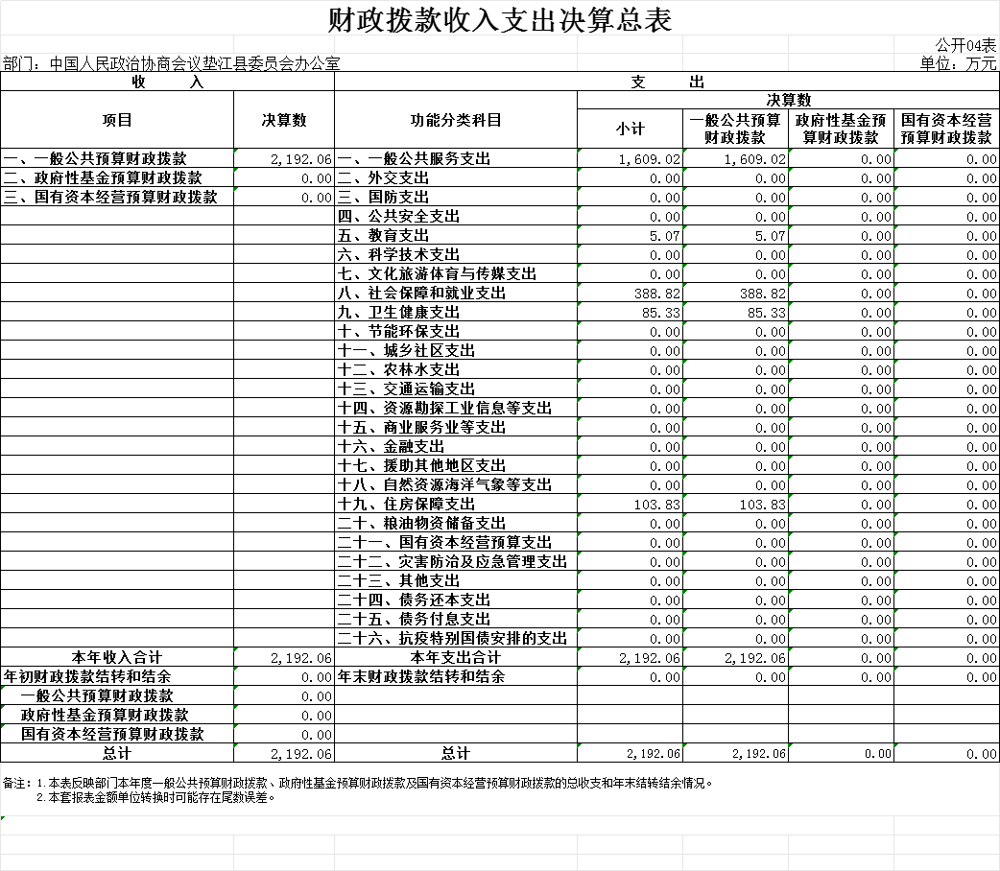 财政拨款收入支出决算总表
公开04表
部门：中国人民政治协商会议垫江县委员会办公室 单位：万元
收 入 支 出
项目 决算数 功能分类科目 决算数
小计 一般公共预算财政拨款 政府性基金预算财政拨款 国有资本经营预算财政拨款
一、一般公共预算财政拨款 2,192.06 一、一般公共服务支出 1,609.02 1,609.02 0.00 0.00
二、政府性基金预算财政拨款 0.00 二、外交支出 0.00 0.00 0.00 0.00
三、国有资本经营预算财政拨款 0.00 三、国防支出 0.00 0.00 0.00 0.00
四、公共安全支出 0.00 0.00 0.00 0.00
五、教育支出 5.07 5.07 0.00 0.00
六、科学技术支出 0.00 0.00 0.00 0.00
七、文化旅游体育与传媒支出 0.00 0.00 0.00 0.00
八、社会保障和就业支出 388.82 388.82 0.00 0.00
九、卫生健康支出 85.33 85.33 0.00 0.00
十、节能环保支出 0.00 0.00 0.00 0.00
十一、城乡社区支出 0.00 0.00 0.00 0.00
十二、农林水支出 0.00 0.00 0.00 0.00
十三、交通运输支出 0.00 0.00 0.00 0.00
十四、资源勘探工业信息等支出 0.00 0.00 0.00 0.00
十五、商业服务业等支出 0.00 0.00 0.00 0.00
十六、金融支出 0.00 0.00 0.00 0.00
十七、援助其他地区支出 0.00 0.00 0.00 0.00
十八、自然资源海洋气象等支出 0.00 0.00 0.00 0.00
十九、住房保障支出 103.83 103.83 0.00 0.00
二十、粮油物资储备支出 0.00 0.00 0.00 0.00
二十一、国有资本经营预算支出 0.00 0.00 0.00 0.00
二十二、灾害防治及应急管理支出 0.00 0.00 0.00 0.00
二十三、其他支出 0.00 0.00 0.00 0.00
二十四、债务还本支出 0.00 0.00 0.00 0.00
二十五、债务付息支出 0.00 0.00 0.00 0.00
二十六、抗疫特别国债安排的支出 0.00 0.00 0.00 0.00
本年收入合计 2,192.06 本年支出合计 2,192.06 2,192.06 0.00 0.00
年初财政拨款结转和结余 0.00 年末财政拨款结转和结余 0.00 0.00 0.00 0.00
一般公共预算财政拨款 0.00
政府性基金预算财政拨款 0.00
国有资本经营预算财政拨款 0.00
总计 2,192.06 总计 2,192.06 2,192.06 0.00 0.00
备注：1.本表反映部门本年度一般公共预算财政拨款、政府性基金预算财政拨款及国有资本经营预算财政拨款的总收支和年末结转结余情况。
2.本套报表金额单位转换时可能存在尾数误差。